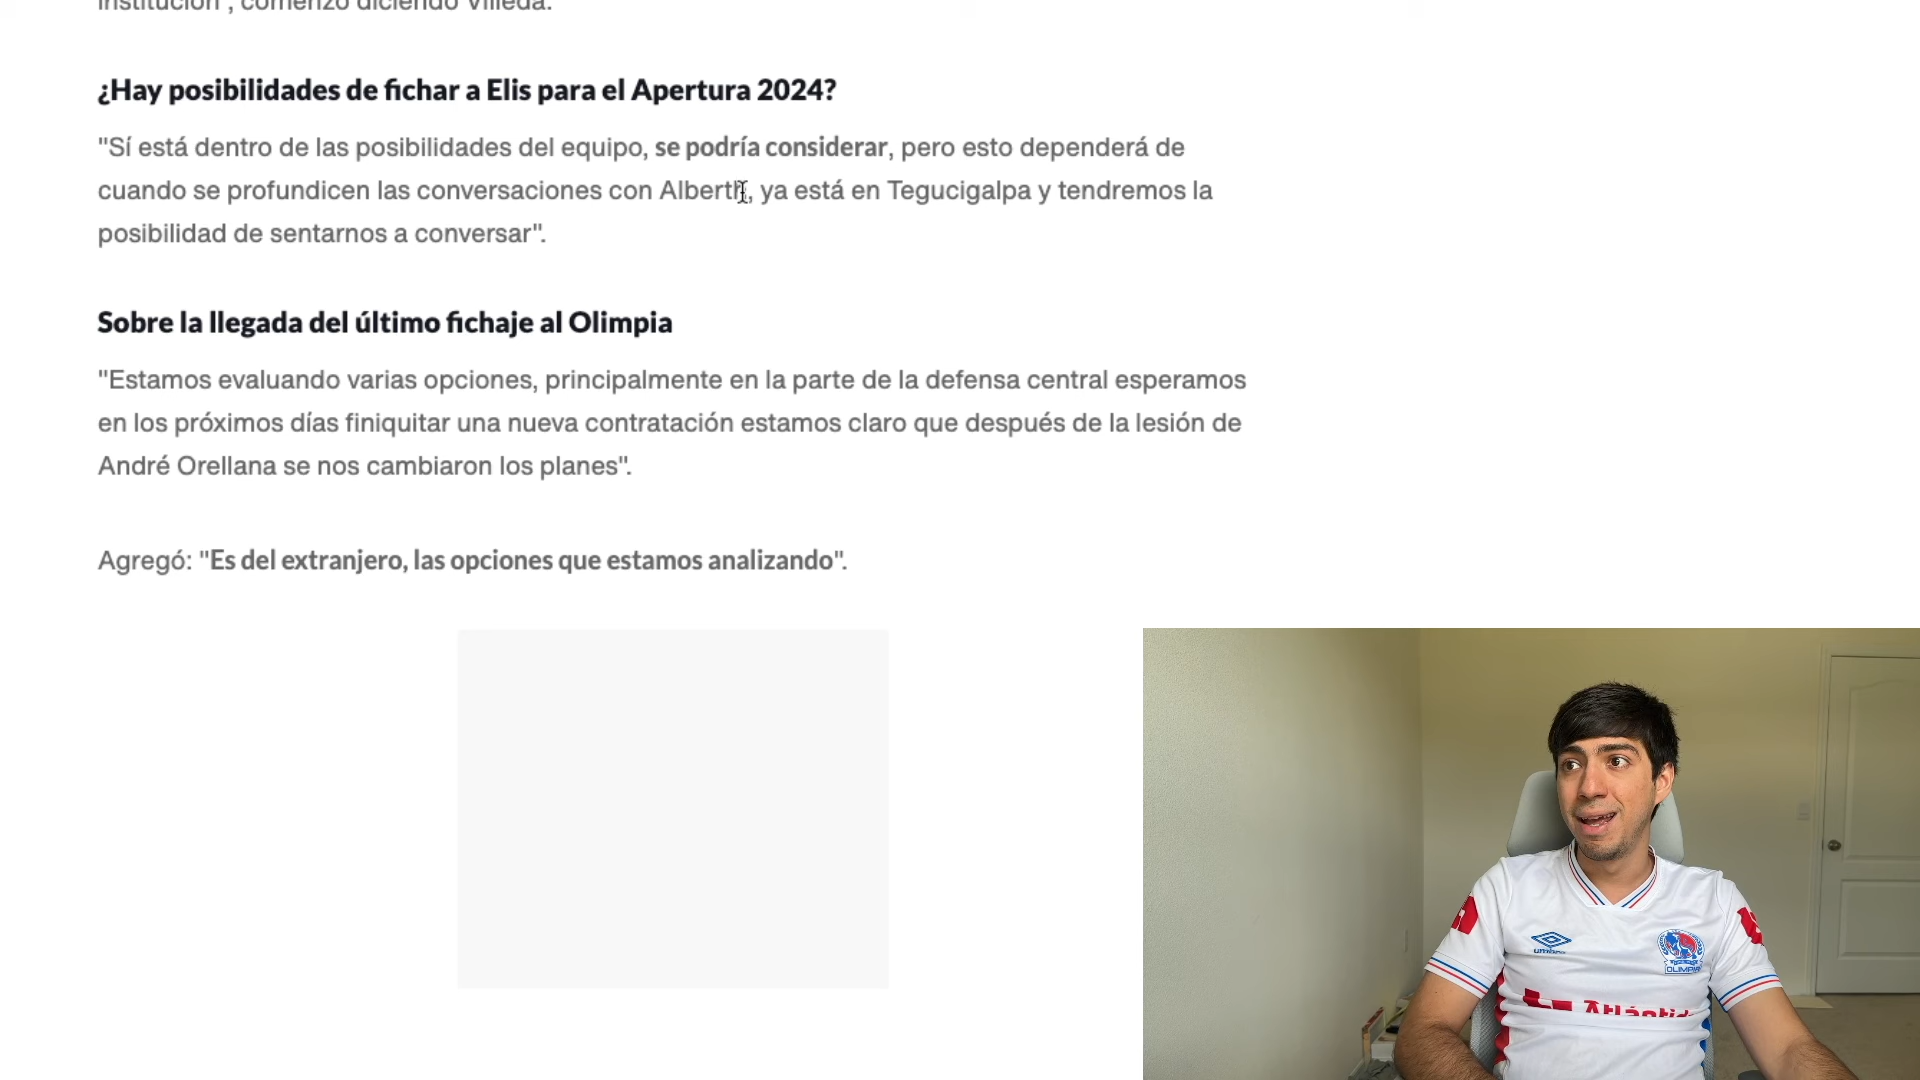 institución", comenzó diciendo Villeda.
¿Hay posibilidades de fichar a Elis para el Apertura 2024?
"Sí está dentro de las posibilidades del equipo, se podría considerar, pero esto dependerá de
cuando se profundicen las conversaciones con Alberth, ya está en Tegucigalpa y tendremos la
posibilidad de sentarnos a conversar".
Sobre la llegada del último fichaje al Olimpia
"Estamos evaluando varias opciones, principalmente en la parte de la defensa central esperamos
en los próximos días finiquitar una nueva contratación estamos claro que después de la lesión de
André Orellana se nos cambiaron los planes".
Agregó: "Es del extranjero, las opciones que estamos analizando".
umbro
OLIMPIA